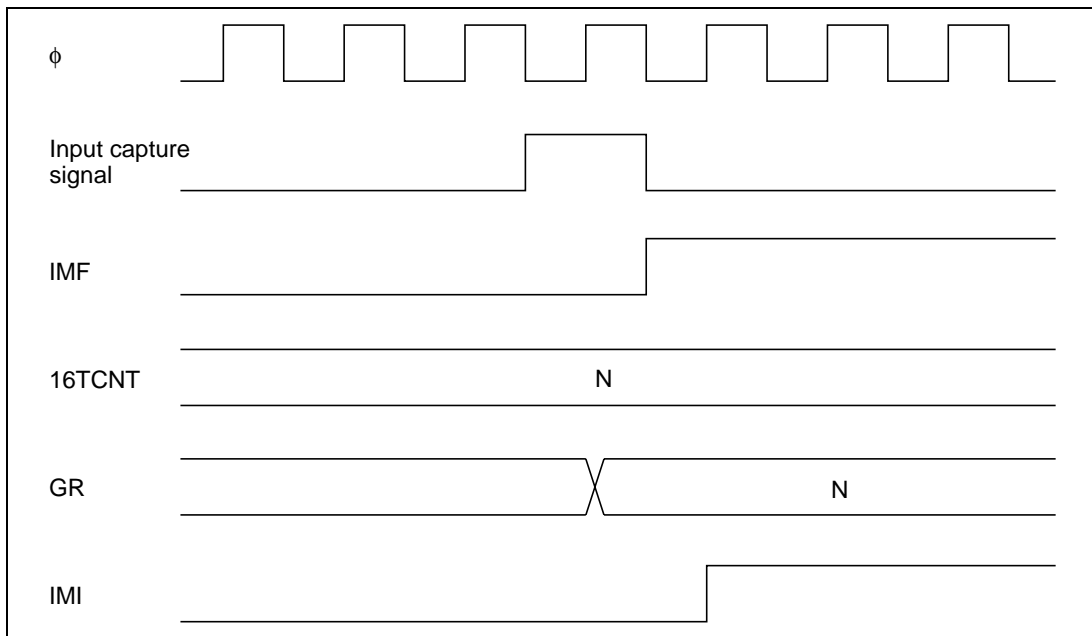 ϕ
Input capture
signal
IMF
16TCNT
N
GR
N
IMI